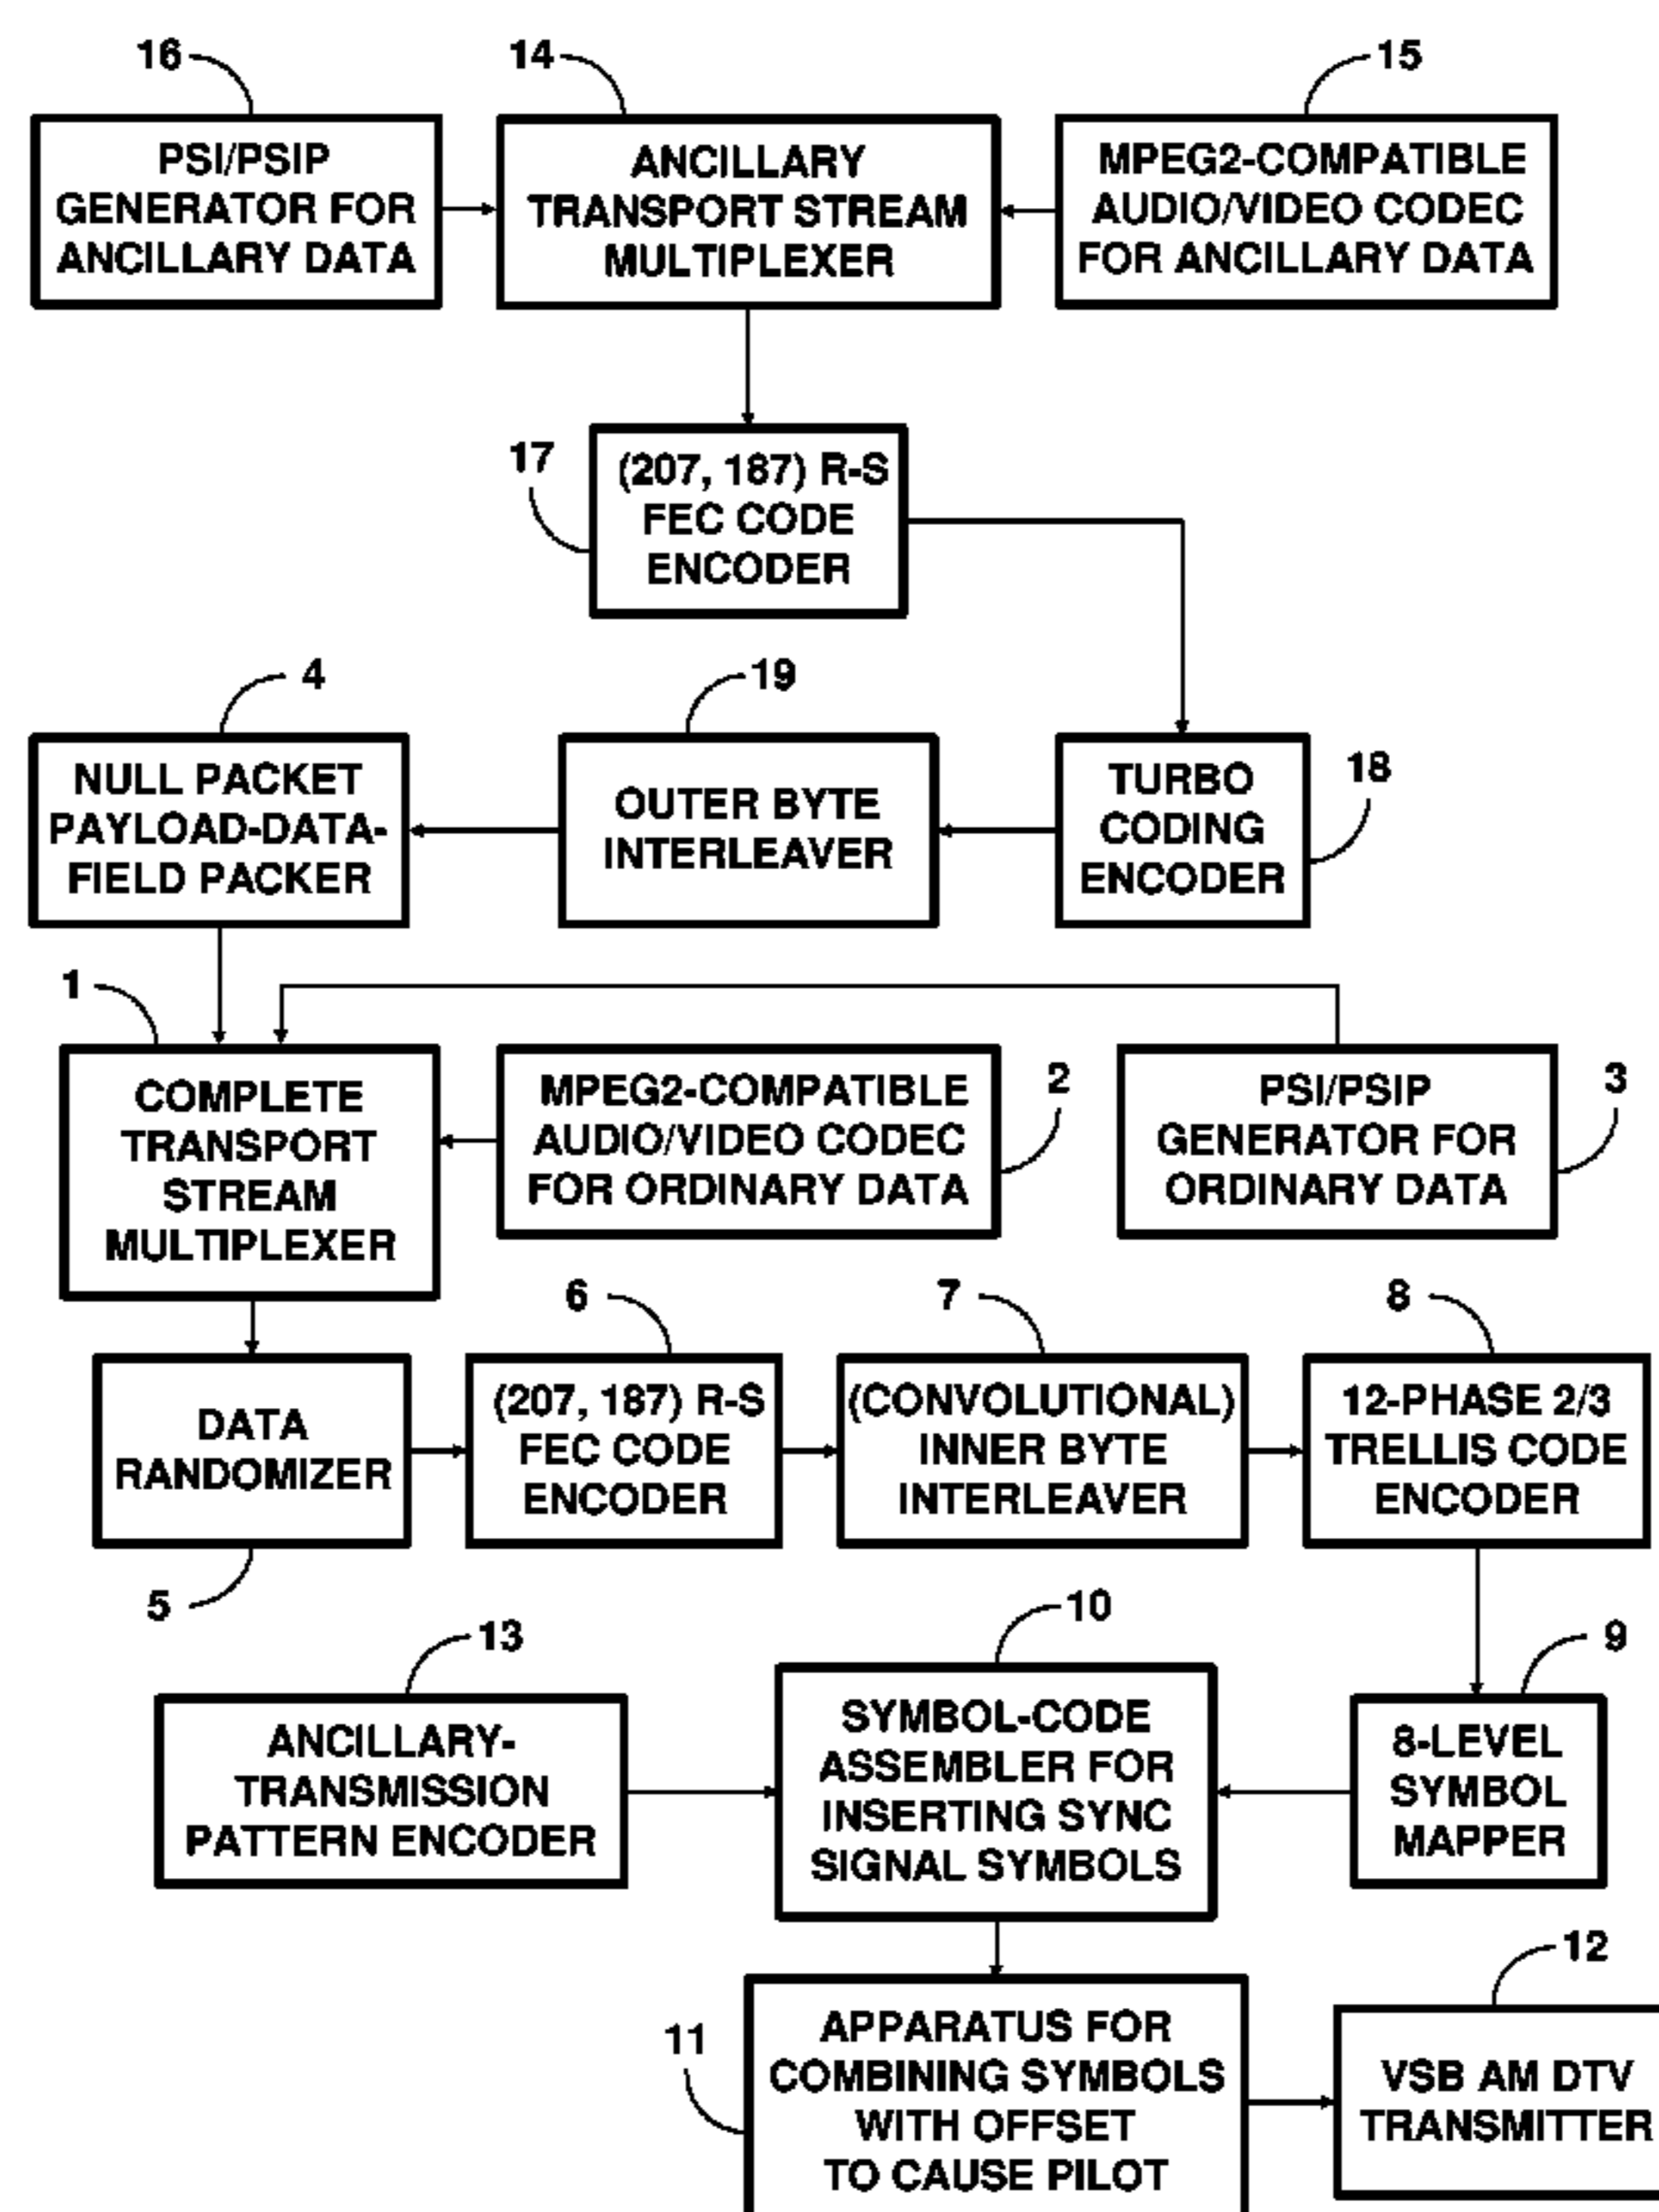 16
14
15
PSI/PSIP
GENERATOR FOR
ANCILLARY DATA
ANCILLARY
TRANSPORT STREAM
MULTIPLEXER
MPEG2-COMPATIBLE
AUDIO/VIDEO CODEC
FOR ANCILLARY DATA
17
(207, 187) R-S
FEC CODE
ENCODER
4
19
18
NULL PACKET
PAYLOAD-DATA-
FIELD PACKER
OUTER BYTE
INTERLEAVER
TURBO
CODING
ENCODER
1
COMPLETE
TRANSPORT
STREAM
MULTIPLEXER
MPEG2-COMPATIBLE
AUDIO/VIDEO CODEC
FOR ORDINARY DATA
2
PSI/PSIP
GENERATOR FOR
ORDINARY DATA
3
6
7
8
DATA
RANDOMIZER
(207, 187) R-S
FEC CODE
ENCODER
(CONVOLUTIONAL)
INNER BYTE
INTERLEAVER
12-PHASE 2/3
TRELLIS CODE
ENCODER
5
13
10
9
ANCILLARY-
TRANSMISSION
PATTERN ENCODER
SYMBOL-CODE
ASSEMBLER FOR
INSERTING SYNC
SIGNAL SYMBOLS
8-LEVEL
SYMBOL
MAPPER
11
12
APPARATUS FOR
COMBINING SYMBOLS
WITH OFFSET
TO CAUSE PILOT
VSB AM DTV
TRANSMITTER